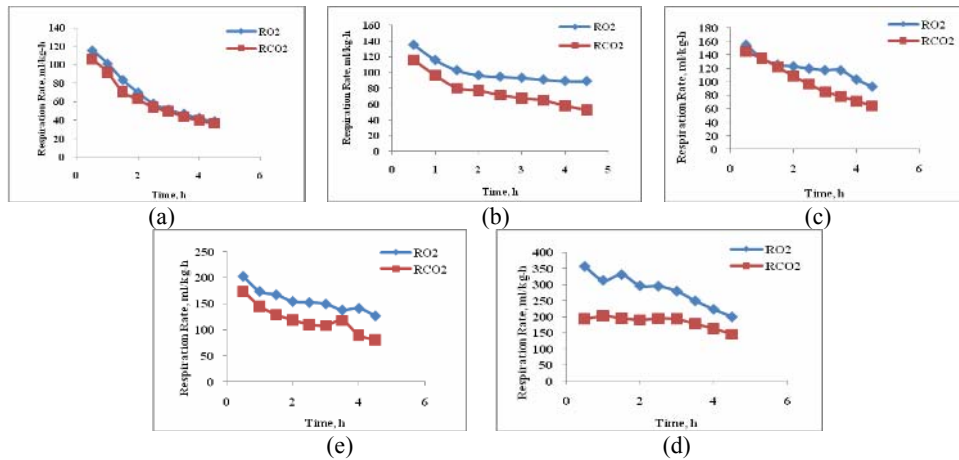 140
120
100
80
60
40
20
0
Respiration Rate, ml/kg-h
RO2
RCO2
0
2
4
6
Time, h
(a)
160
140
120
100
80
60
40
20
0
Respiration Rate, ml/kg-h
RO2
RCO2
0
1
2
3
4
5
Time, h
(b)
180
160
140
120
100
80
60
40
20
0
Respiration Rate, ml/kg-h
RO2
RCO2
0
2
4
6
Time, h
(c)
250
200
150
100
50
0
Respiration Rate, ml/kg-h
RO2
RCO2
0
2
4
6
Time, h
(e)
400
350
300
250
200
150
100
50
0
Respiration Rate, ml/kg-h
RO2
RCO2
0
2
4
6
Time, h
(d)